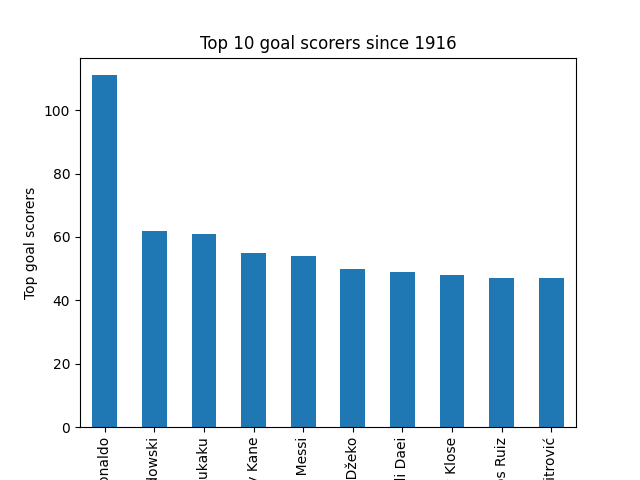 Top 10 goal scorers since 1916
Top goal scorers
100
80
60
40
20
0
onaldo
dowski
ukaku
y Kane
Messi
Džeko
li Daei
Klose
s Ruiz
itrović